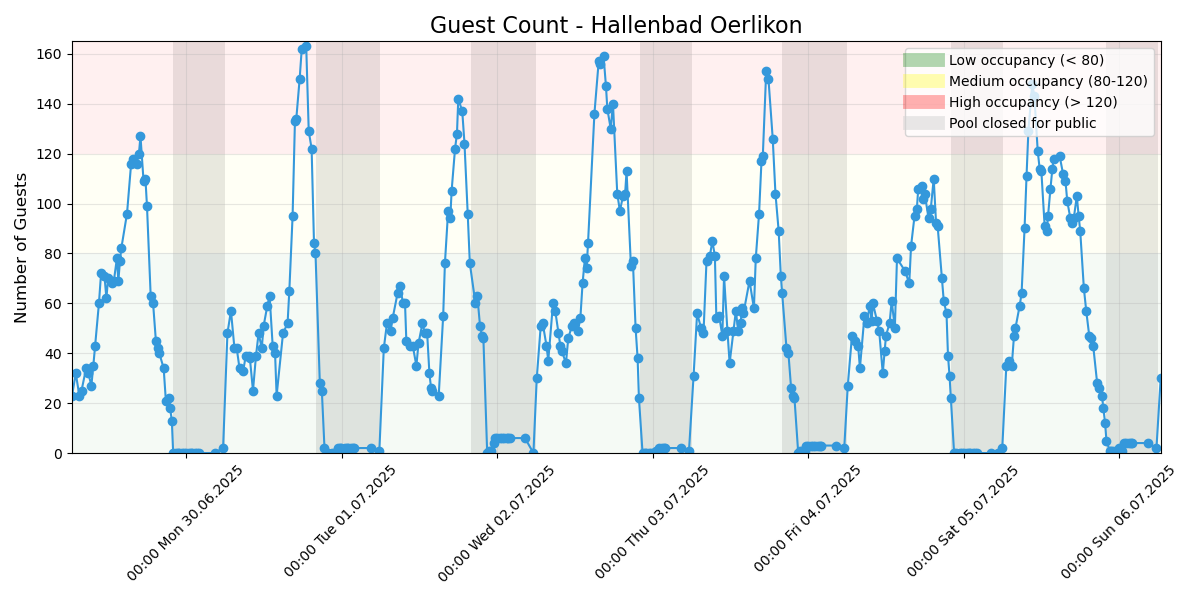 Guest Count - Hallenbad Oerlikon
Number of Guests
160
140
120
100
80
60
40
20
0
Low occupancy (< 80)
Medium occupancy (80-120)
High occupancy (> 120)
Pool closed for public
00:00 Mon 30.06.2025
00:00 Tue 01.07.2025
00:00 Wed 02.07.2025
00:00 Thu 03.07.2025
00:00 Fri 04.07.2025
00:00 Sat 05.07.2025
00:00 Sun 06.07.2025